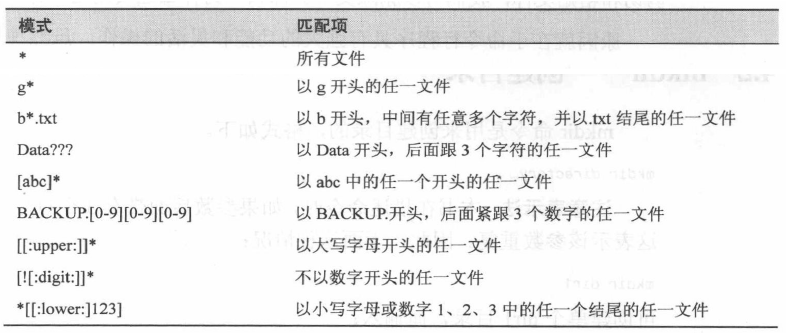 模式 匹配项
* 所有文件
g* 以 g 开头的任一文件
b*.txt 以 b 开头，中间有任意多个字符，并以.txt 结尾的任一文件
Data??? 以 Data 开头，后面跟 3 个字符的任一文件
[abc]* 以 abc 中的任一个开头的任一文件
BACKUP.[0-9][0-9][0-9] 以 BACKUP.开头，后面紧跟 3 个数字的任一文件
[[:upper:]]* 以大写字母开头的任一文件
[![:digit:]]* 不以数字开头的任一文件
*[[:lower:]123] 以小写字母或数字 1、2、3 中的任一个结尾的任一文件